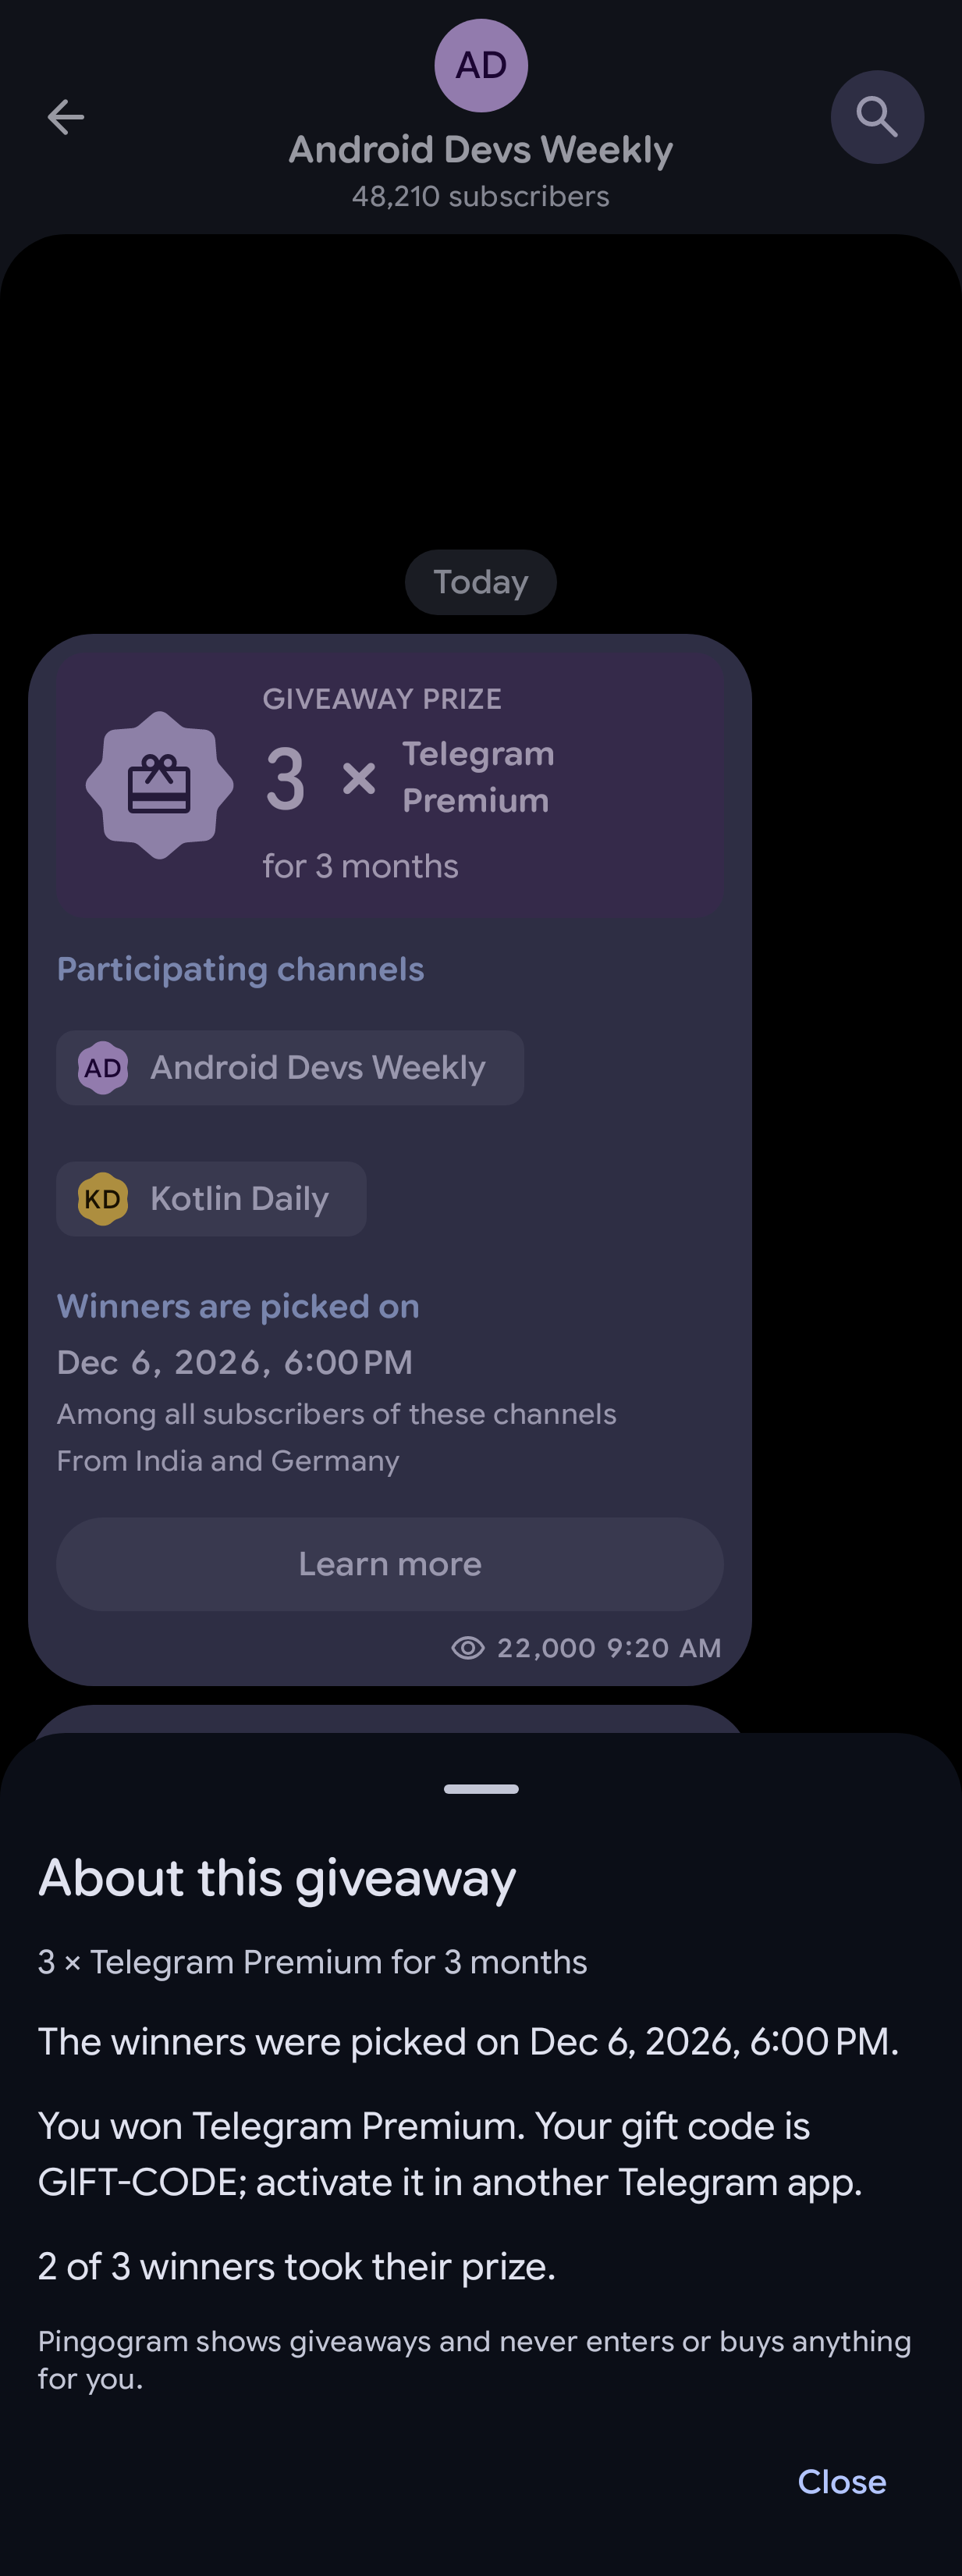 AD
Android Devs Weekly
48,210 subscribers
Today
GIVEAWAY PRIZE
3 × Telegram Premium
for 3 months
Participating channels
AD Android Devs Weekly
KD Kotlin Daily
Winners are picked on
Dec 6, 2026, 6:00 PM
Among all subscribers of these channels
From India and Germany
Learn more
22,000 9:20 AM
About this giveaway
3 × Telegram Premium for 3 months
The winners were picked on Dec 6, 2026, 6:00 PM.
You won Telegram Premium. Your gift code is
GIFT-CODE; activate it in another Telegram app.
2 of 3 winners took their prize.
Pingogram shows giveaways and never enters or buys anything
for you.
Close